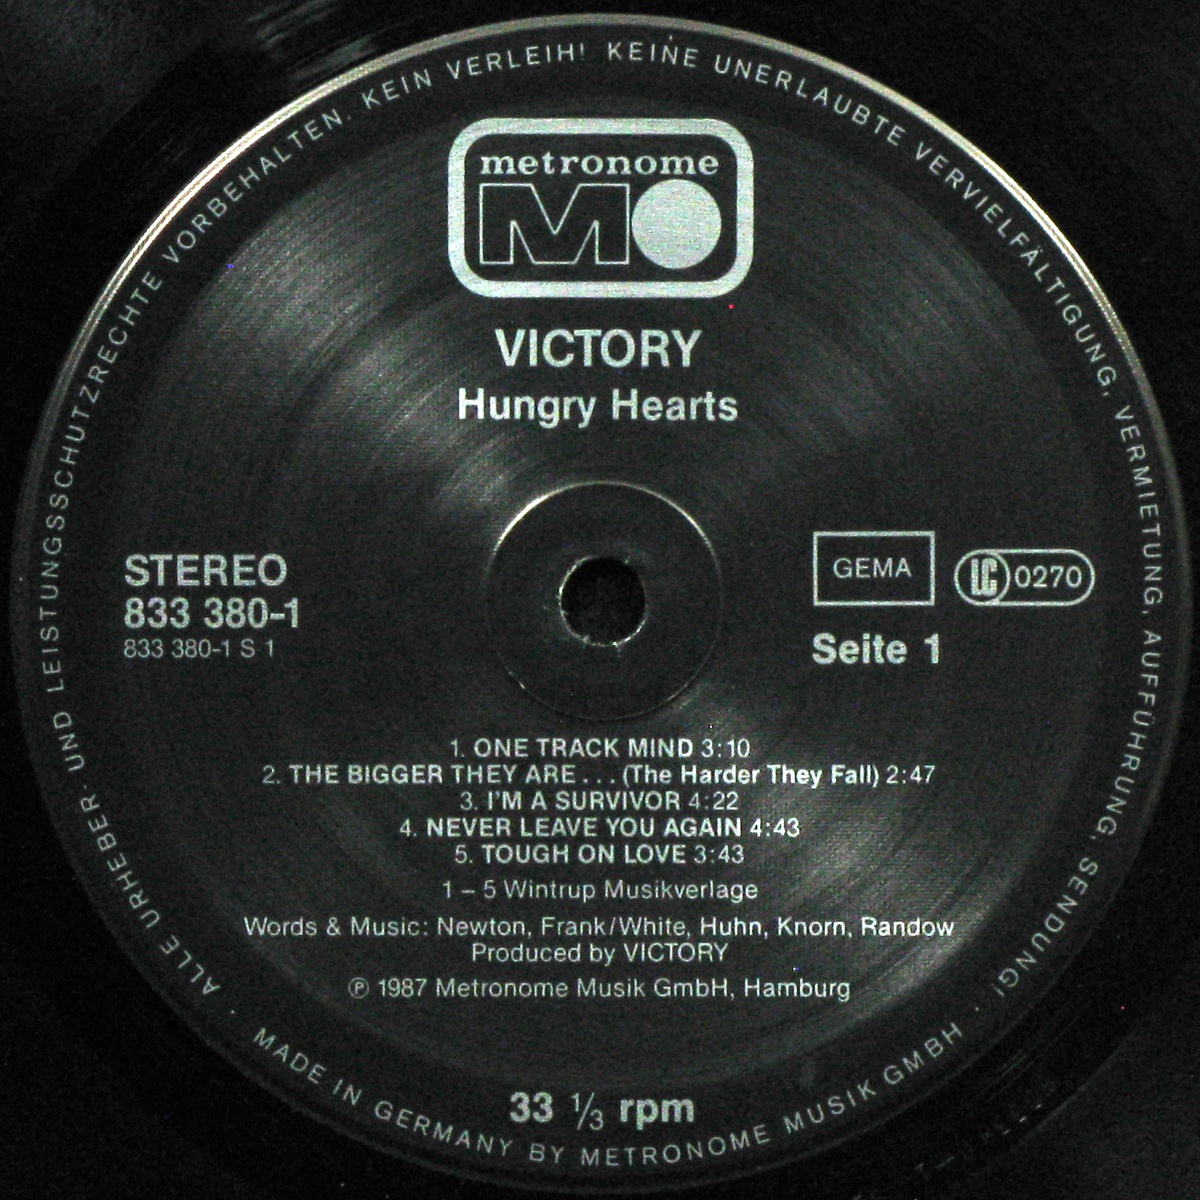 ALLE URHEBER- UND LEISTUNGSSCHUTZRECHTE VORBEHALTEN. KEIN VERLEIH! KEINE UNERLAUBTE VERVIELFÄLTIGUNG, VERMIETUNG, AUFFÜHRUNG, SENDUNG!
metronome
MO
VICTORY
Hungry Hearts
STEREO
833 380-1
833 380-1 S 1
GEMA
LC 0270
Seite 1
1. ONE TRACK MIND 3:10
2. THE BIGGER THEY ARE... (The Harder They Fall) 2:47
3. I'M A SURVIVOR 4:22
4. NEVER LEAVE YOU AGAIN 4:43
5. TOUGH ON LOVE 3:43
1 – 5 Wintrup Musikverlage
Words & Music: Newton, Frank/White, Huhn, Knorn, Randow
Produced by VICTORY
℗ 1987 Metronome Musik GmbH, Hamburg
33 1/3 rpm
· MADE IN GERMANY BY METRONOME MUSIK GMBH ·